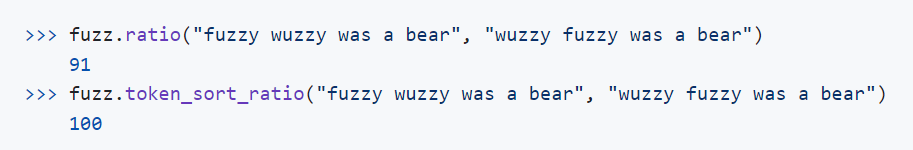 >>> fuzz.ratio("fuzzy wuzzy was a bear", "wuzzy fuzzy was a bear")
91
>>> fuzz.token_sort_ratio("fuzzy wuzzy was a bear", "wuzzy fuzzy was a bear")
100